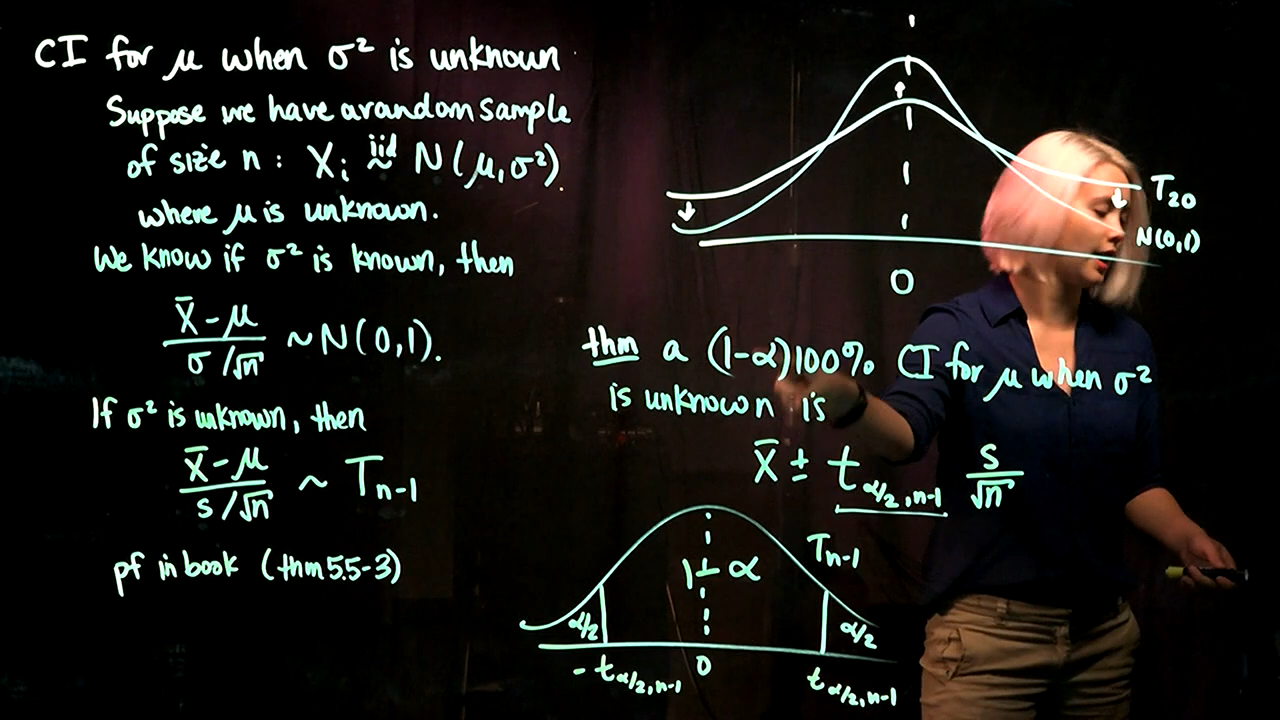 CI for μ when σ² is unknown
Suppose we have a random sample
of size n : Xᵢ iid ~ N(μ, σ²)
where μ is unknown.
We know if σ² is known, then
X̄ - μ
σ/√n
~ N(0,1).
If σ² is unknown, then
X̄ - μ
s/√n
~ Tₙ₋₁
pf in book (thm 5.5-3)
T₂₀
N(0,1)
0
thm a (1-α)100% CI for μ when σ²
is unknown is
X̄ ± t_{α/2, n-1} s/√n
Tₙ₋₁
1 - α
α/2
α/2
-t_{α/2, n-1}
0
t_{α/2, n-1}